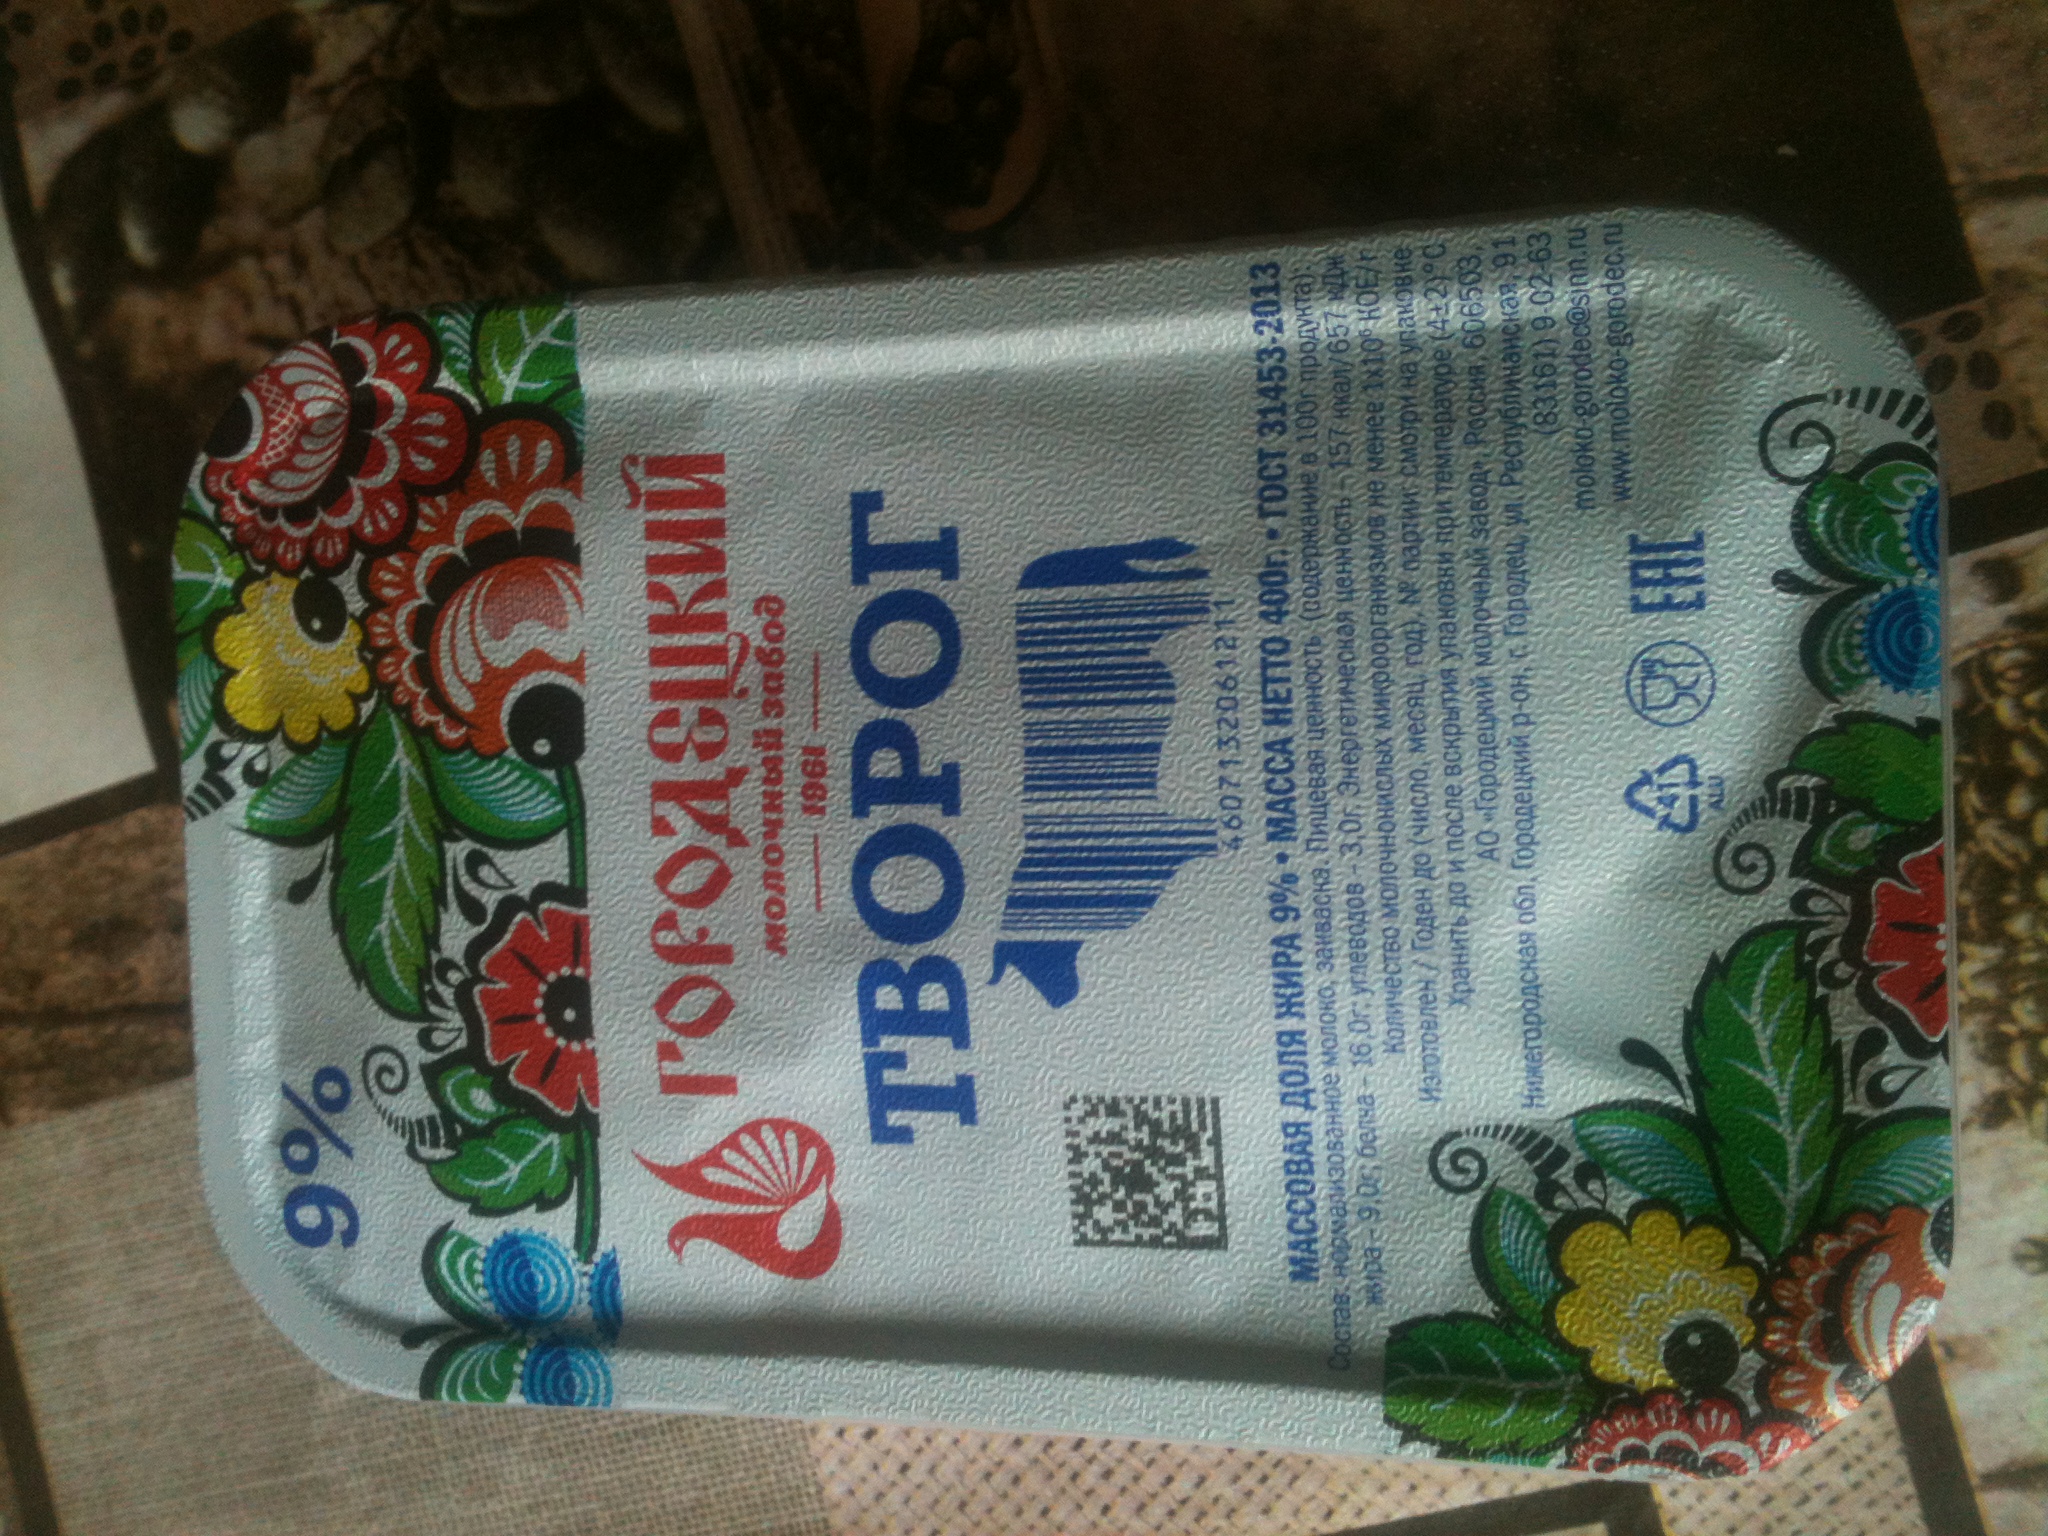 9%
ГОРОДЕЦКИЙ
молочный завод
1961
ТВОРОГ
4607132061211
МАССОВАЯ ДОЛЯ ЖИРА 9% • МАССА НЕТТО 400г. • ГОСТ 31453-2013
Состав: нормализованное молоко, закваска. Пищевая ценность (содержание в 100г продукта):
жира - 9,0г; белка - 16,0г; углеводов - 3,0г. Энергетическая ценность - 157 ккал/657 кДж
Количество молочнокислых микроорганизмов не менее 1x10⁶ КОЕ/г
Изготовлен / Годен до (число, месяц, год), № партии: смотри на упаковке
Хранить до и после вскрытия упаковки при температуре (4±2)°C
АО «Городецкий молочный завод», Россия, 606503,
Нижегородская обл, Городецкий р-он, г. Городец, ул Республиканская, 91
(83161) 9-02-63
moloko-gorodec@sinn.ru
www.moloko-gorodec.ru
41
ALU
EAC